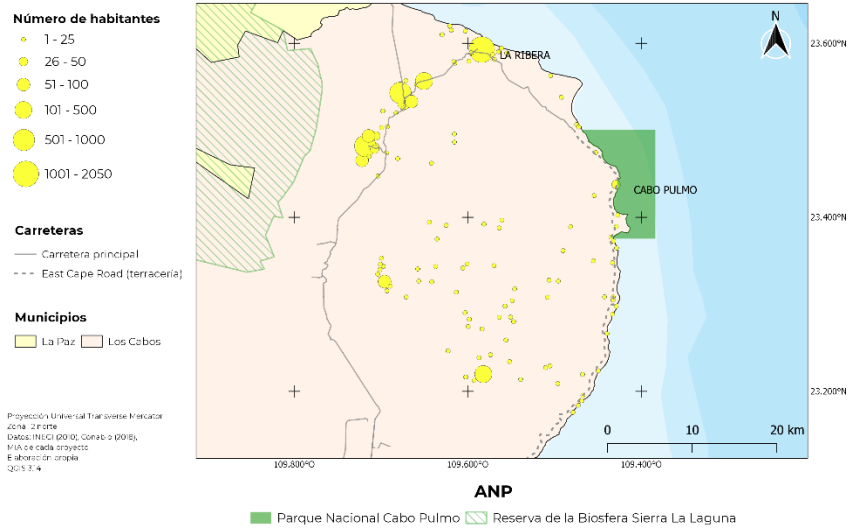 Número de habitantes
1 - 25
26 - 50
51 - 100
101 - 500
501 - 1000
1001 - 2050
Carreteras
Carretera principal
East Cape Road (terracería)
Municipios
La Paz Los Cabos
Proyección Universal Transverse Mercator
Zona
norte
Datos: INEGI (2010), Conabio (2018),
MIA de cada proyecto
Elaboración propia
QGIS 3.4
N
LA RIBERA
CABO PULMO
23.600°N
23.400°N
23.200°N
0 10 20 km
109.800°O 109.600°O 109.400°O
ANP
Parque Nacional Cabo Pulmo Reserva de la Biosfera Sierra La Laguna